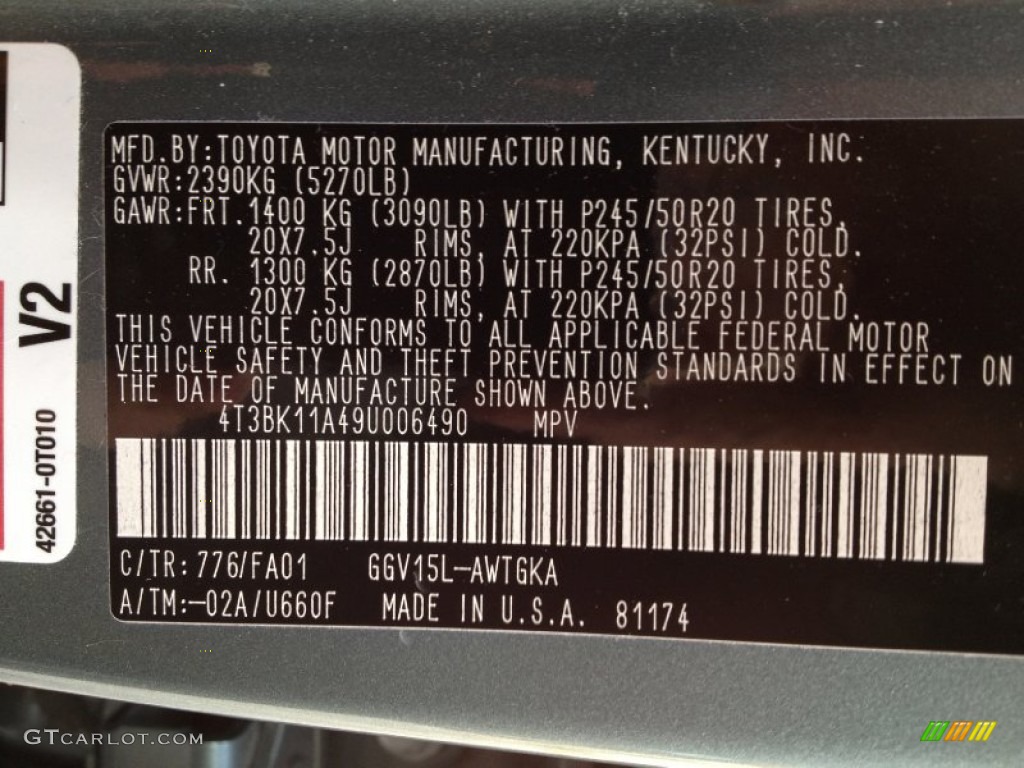 MFD.BY:TOYOTA MOTOR MANUFACTURING, KENTUCKY, INC.
GVWR:2390KG (5270LB)
GAWR:FRT.1400 KG (3090LB) WITH P245/50R20 TIRES,
20X7.5J RIMS, AT 220KPA (32PSI) COLD.
RR. 1300 KG (2870LB) WITH P245/50R20 TIRES,
20X7.5J RIMS, AT 220KPA (32PSI) COLD.
THIS VEHICLE CONFORMS TO ALL APPLICABLE FEDERAL MOTOR
VEHICLE SAFETY AND THEFT PREVENTION STANDARDS IN EFFECT ON
THE DATE OF MANUFACTURE SHOWN ABOVE.
4T3BK11A49U006490 MPV
C/TR:776/FA01 GGV15L-AWTGKA
A/TM:-02A/U660F MADE IN U.S.A. 81174
V2
42661-0T010
GTCARLOT.COM